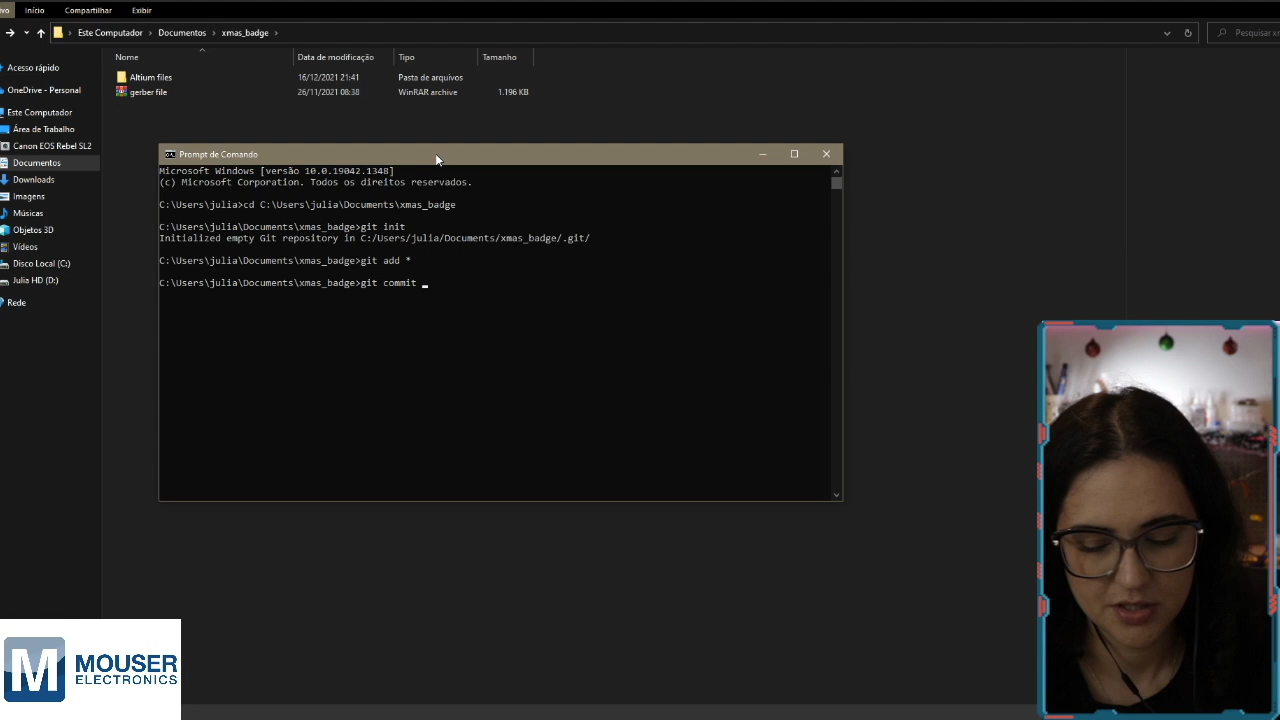 Início Compartilhar Exibir
Este Computador Documentos xmas_badge
Nome Data de modificação Tipo Tamanho
Acesso rápido
OneDrive - Personal
Este Computador
Área de Trabalho
Canon EOS Rebel SL2
Documentos
Downloads
Imagens
Músicas
Objetos 3D
Vídeos
Disco Local (C:)
Julia HD (D:)
Rede
Altium files 16/12/2021 21:41 Pasta de arquivos
gerber file 26/11/2021 08:38 WinRAR archive 1.196 KB
Prompt de Comando
Microsoft Windows [versão 10.0.19042.1348]
(c) Microsoft Corporation. Todos os direitos reservados.
C:\Users\julia>cd C:\Users\julia\Documents\xmas_badge
C:\Users\julia\Documents\xmas_badge>git init
Initialized empty Git repository in C:/Users/julia/Documents/xmas_badge/.git/
C:\Users\julia\Documents\xmas_badge>git add *
C:\Users\julia\Documents\xmas_badge>git commit _
M MOUSER
ELECTRONICS